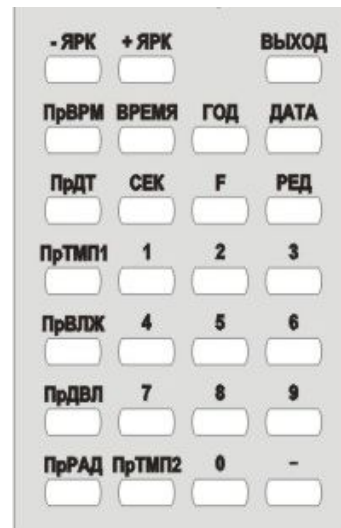 - ЯРК + ЯРК ВЫХОД
ПрВРМ ВРЕМЯ ГОД ДАТА
ПрДТ СЕК F РЕД
ПрТМП1 1 2 3
ПрВЛЖ 4 5 6
ПрДВЛ 7 8 9
ПрРАД ПрТМП2 0 -